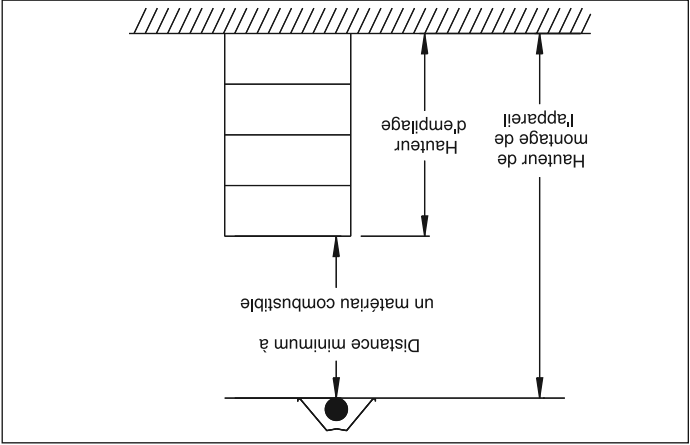 Distance minimum à
un matériau combustible
Hauteur de
montage de
l'appareil
Hauteur
d'empilage